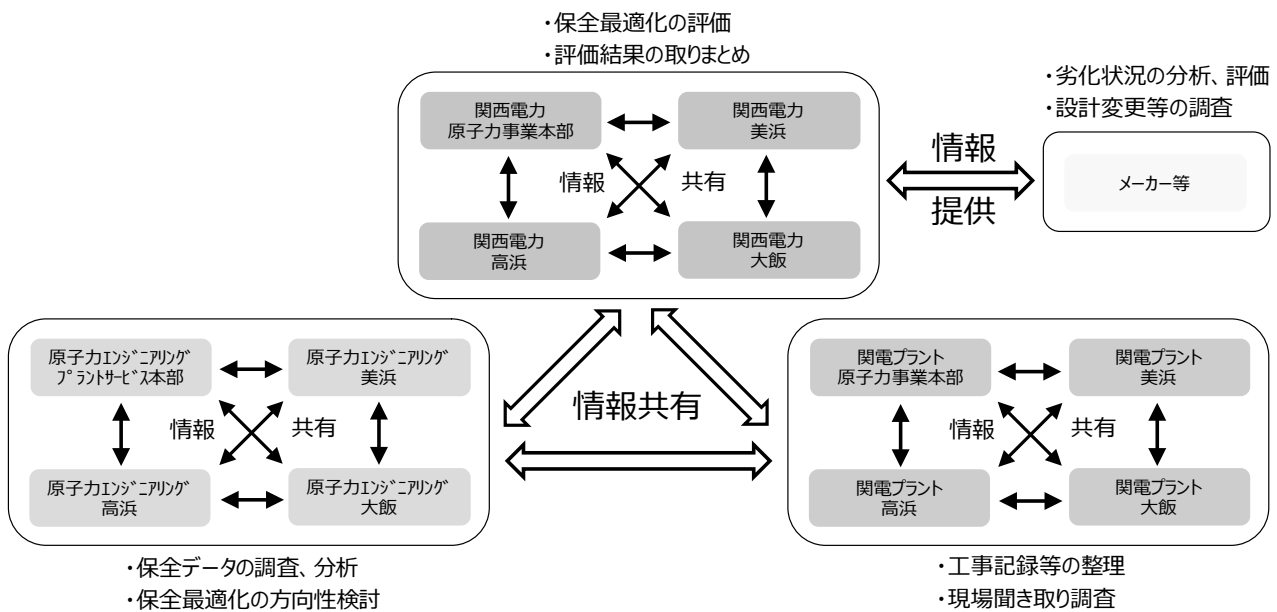 ・保全最適化の評価
・評価結果の取りまとめ
関西電力
原子力事業本部
関西電力
美浜
情報
共有
関西電力
高浜
関西電力
大飯
・劣化状況の分析、評価
・設計変更等の調査
情報
提供
メーカー等
原子力ｴﾝｼﾞﾆｱﾘﾝｸﾞ
ﾌﾟﾗﾝﾄｻｰﾋﾞｽ本部
原子力ｴﾝｼﾞﾆｱﾘﾝｸﾞ
美浜
情報
共有
原子力ｴﾝｼﾞﾆｱﾘﾝｸﾞ
高浜
原子力ｴﾝｼﾞﾆｱﾘﾝｸﾞ
大飯
・保全データの調査、分析
・保全最適化の方向性検討
情報共有
関電プラント
原子力事業本部
関電プラント
美浜
情報
共有
関電プラント
高浜
関電プラント
大飯
・工事記録等の整理
・現場聞き取り調査